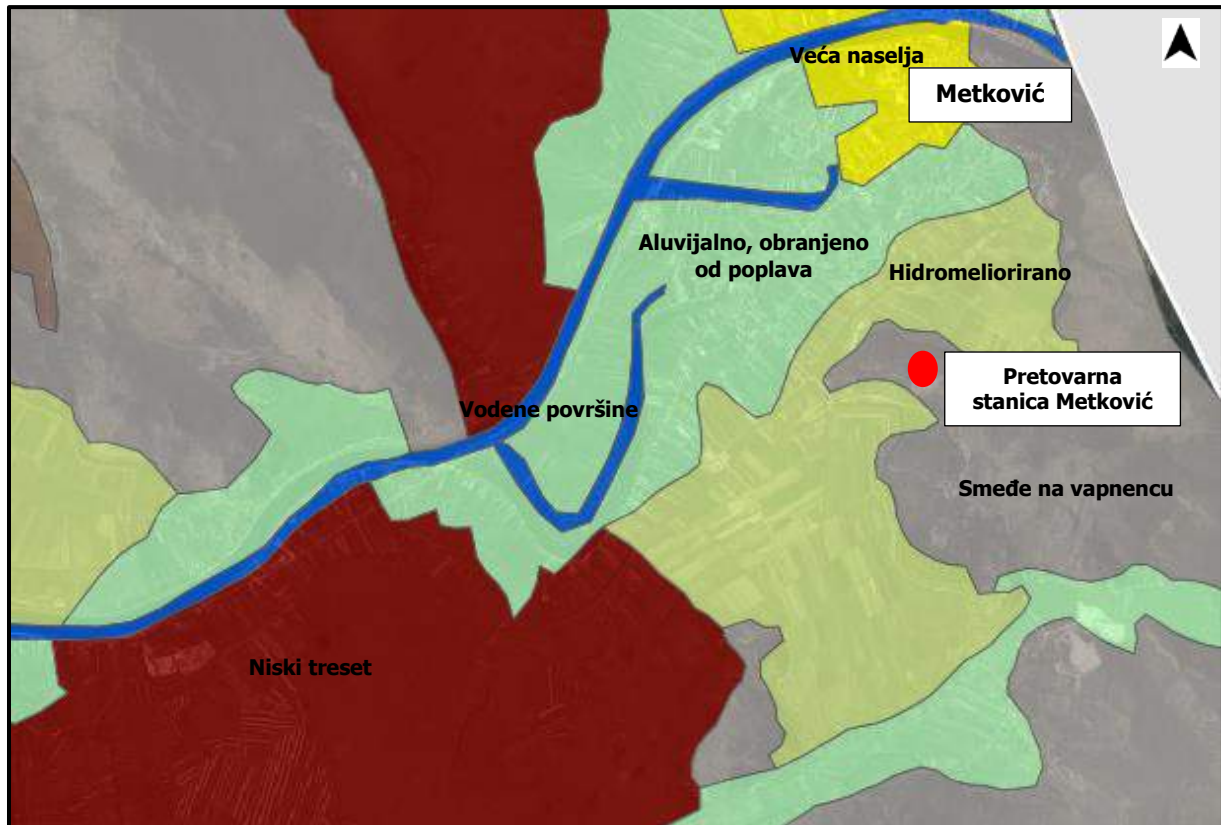 Veća naselja
Metković
Aluvijalno, obranjeno
od poplava
Hidromeliorirano
Pretovarna
stanica Metković
Vodene površine
Smeđe na vapnencu
Niski treset